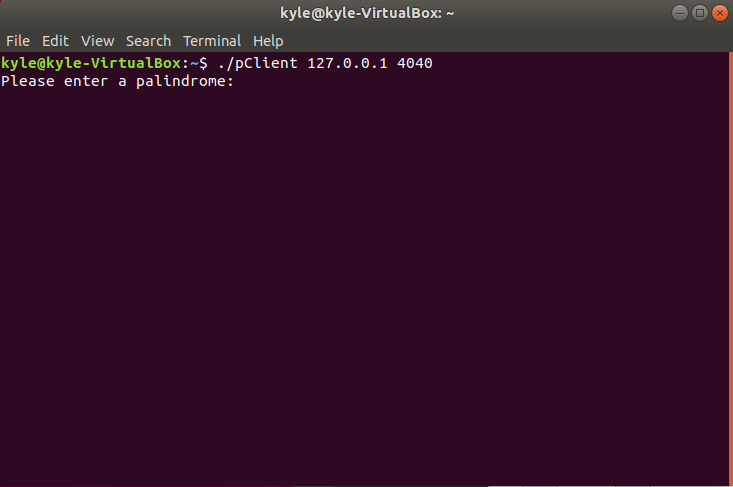 kyle@kyle-VirtualBox: ~
File Edit View Search Terminal Help
kyle@kyle-VirtualBox:~$ ./pClient 127.0.0.1 4040
Please enter a palindrome: